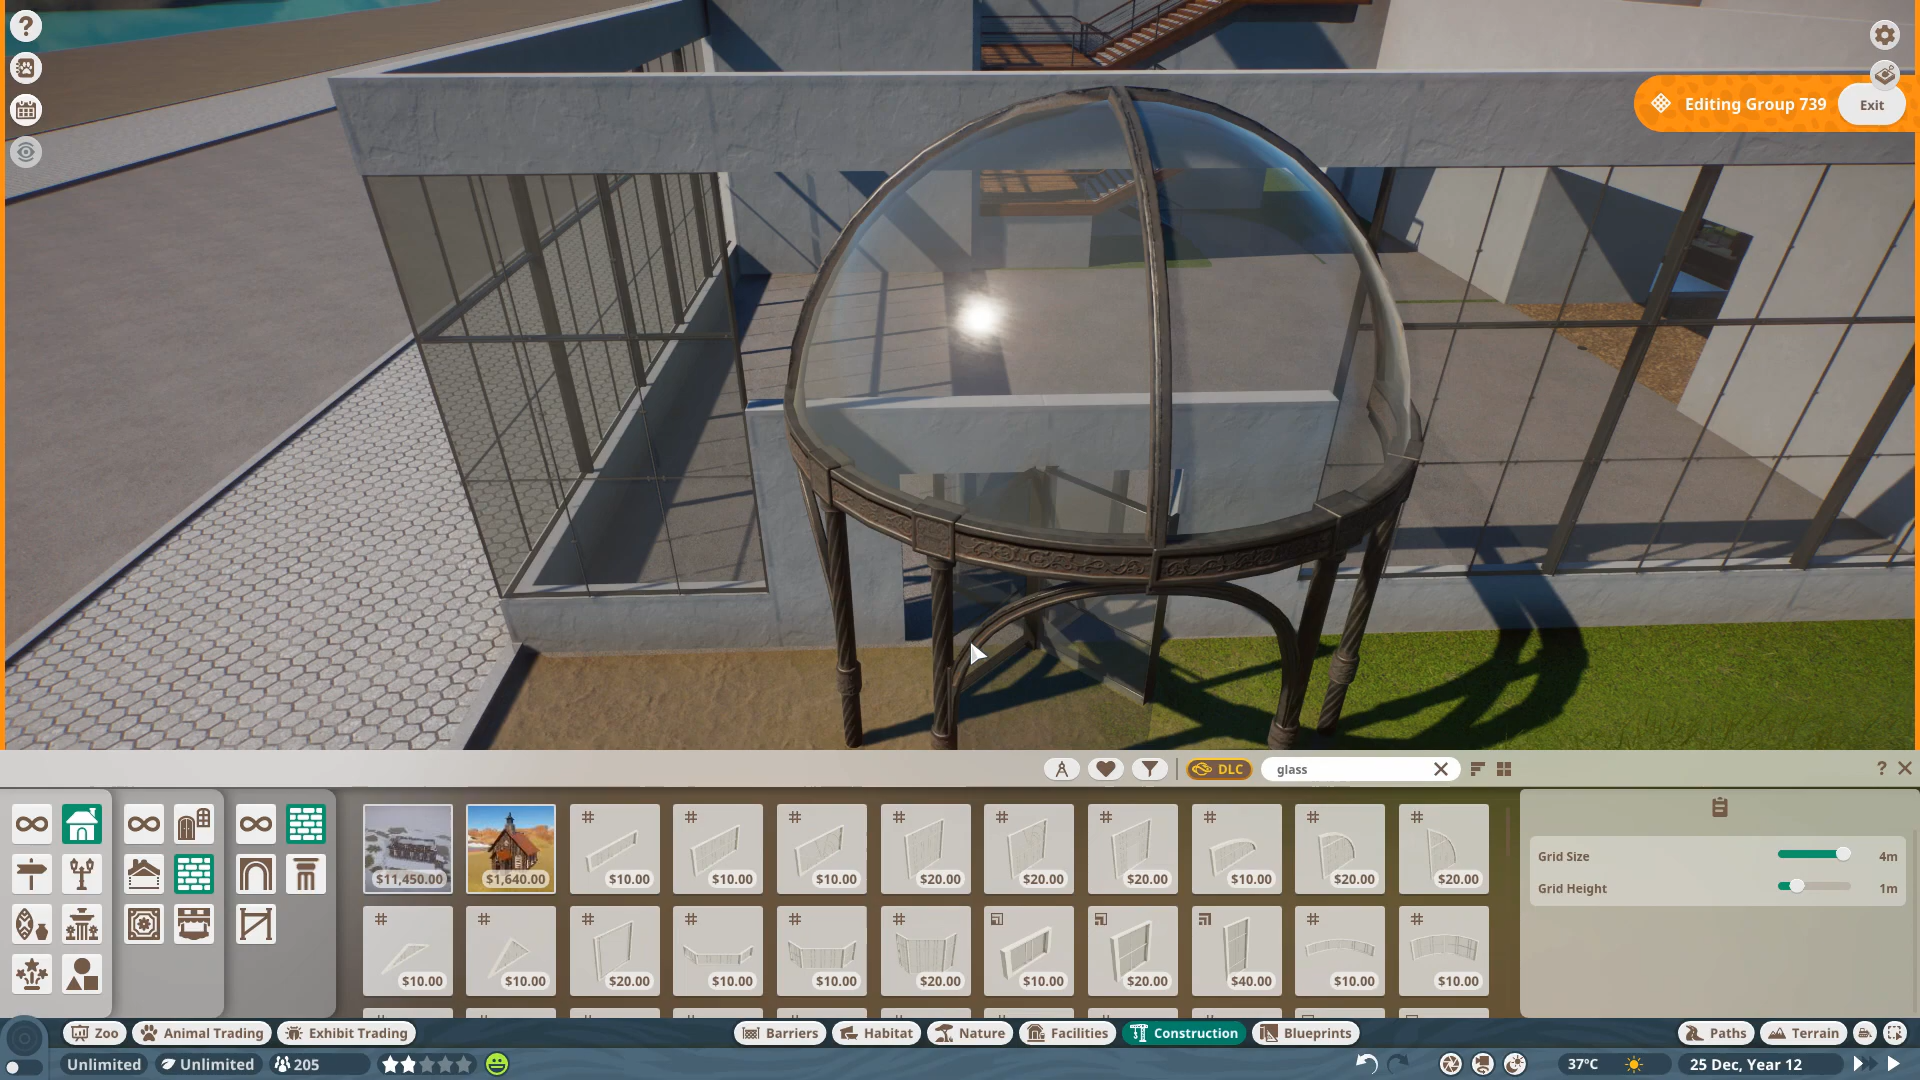 Editing Group 739
Exit
DLC
glass
$11,450.00
$1,640.00
$10.00
$10.00
$10.00
$20.00
$20.00
$20.00
$10.00
$20.00
$20.00
$10.00
$10.00
$20.00
$10.00
$10.00
$20.00
$10.00
$20.00
$40.00
$10.00
$10.00
Grid Size
4m
Grid Height
1m
Zoo
Animal Trading
Exhibit Trading
Barriers
Habitat
Nature
Facilities
Construction
Blueprints
Paths
Terrain
Unlimited
Unlimited
205
37°C
25 Dec, Year 12